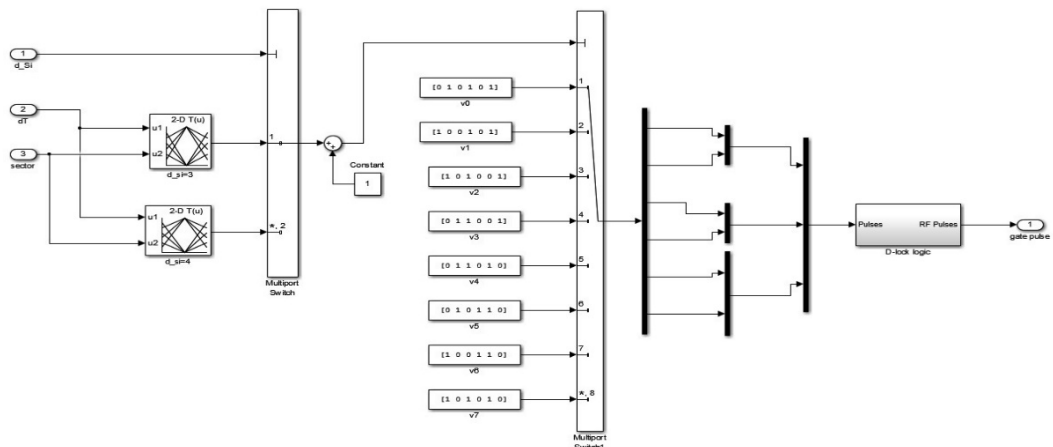 1
d_Si
2
dT
3
sector
2-D T(u)
u1
u2
d_si=3
2-D T(u)
u1
u2
d_si=4
1
*, 2
Multiport
Switch
+
+
Constant
1
[0 1 0 1 0 1]
v0
[1 0 0 1 0 1]
v1
[1 0 1 0 0 1]
v2
[0 1 1 0 0 1]
v3
[0 1 1 0 1 0]
v4
[0 1 0 1 1 0]
v5
[1 0 0 1 1 0]
v6
[1 0 1 0 1 0]
v7
1
2
3
4
5
6
7
*, 8
Multiport
Switch1
Pulses
RF Pulses
D-lock logic
1
gate pulse